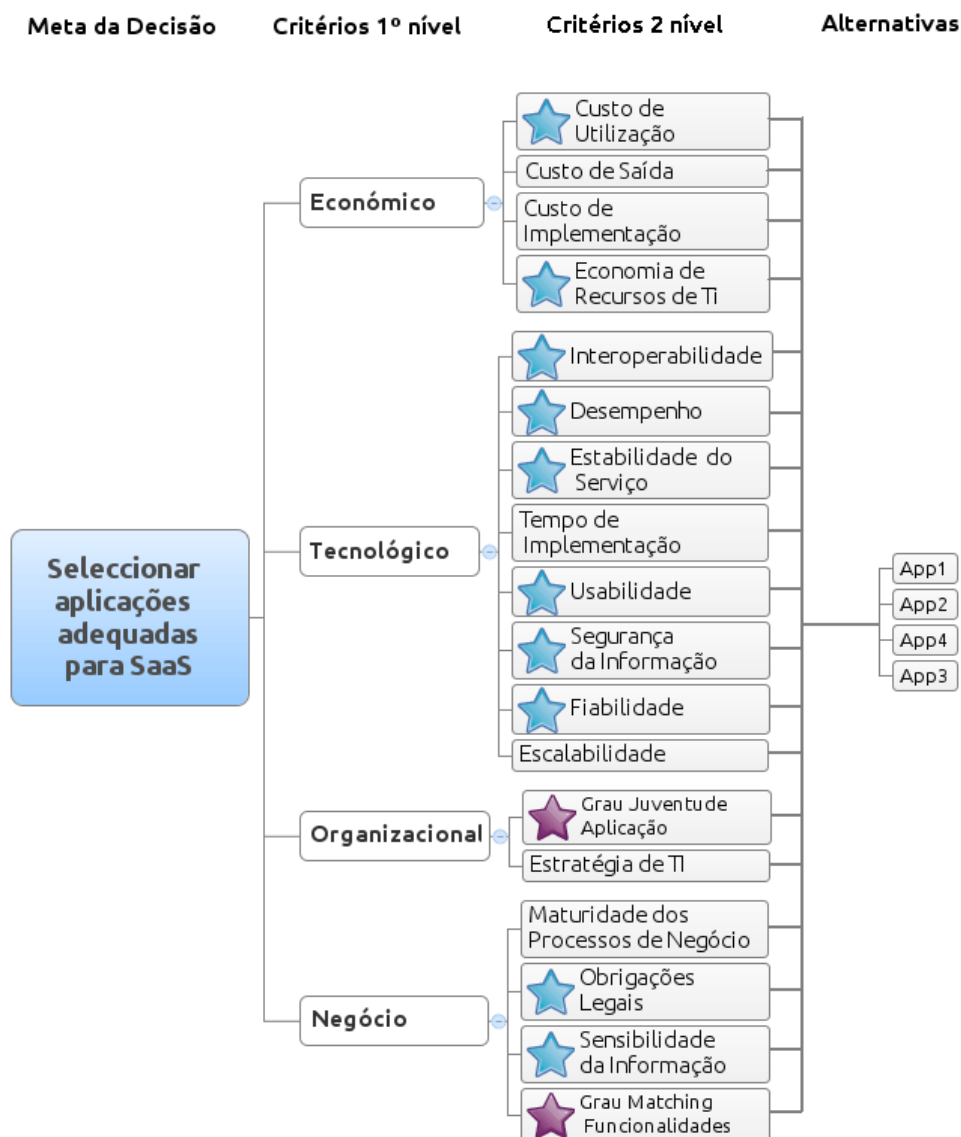 Meta da Decisão
Critérios 1º nível
Critérios 2 nível
Alternativas
Custo de
Utilização
Custo de Saída
Económico
Custo de
Implementação
Economia de
Recursos de TI
Interoperabilidade
Desempenho
Estabilidade do
Serviço
Tempo de
Implementação
Tecnológico
Seleccionar
aplicações
adequadas
para SaaS
Usabilidade
Segurança
da Informação
Fiabilidade
Escalabilidade
App1
App2
App4
App3
Grau Juventude
Aplicação
Organizacional
Estratégia de TI
Maturidade dos
Processos de Negócio
Obrigações
Legais
Negócio
Sensibilidade
da Informação
Grau Matching
Funcionalidades